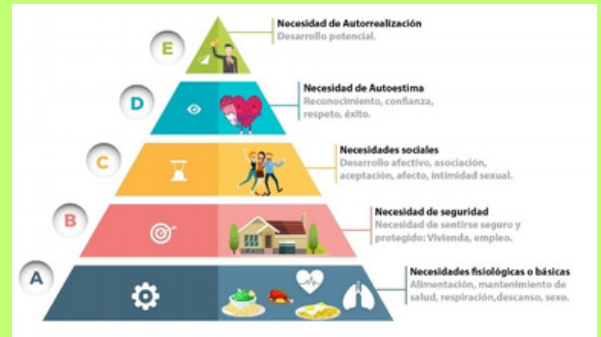 E
Necesidad de Autorrealización
Desarrollo potencial.
D
Necesidad de Autoestima
Reconocimiento, confianza,
respeto, éxito.
C
Necesidades sociales
Desarrollo afectivo, asociación,
aceptación, afecto, intimidad sexual.
B
Necesidad de seguridad
Necesidad de sentirse seguro y
protegido: Vivienda, empleo.
A
Necesidades fisiológicas o básicas
Alimentación, mantenimiento de
salud, respiración,descanso, sexo.